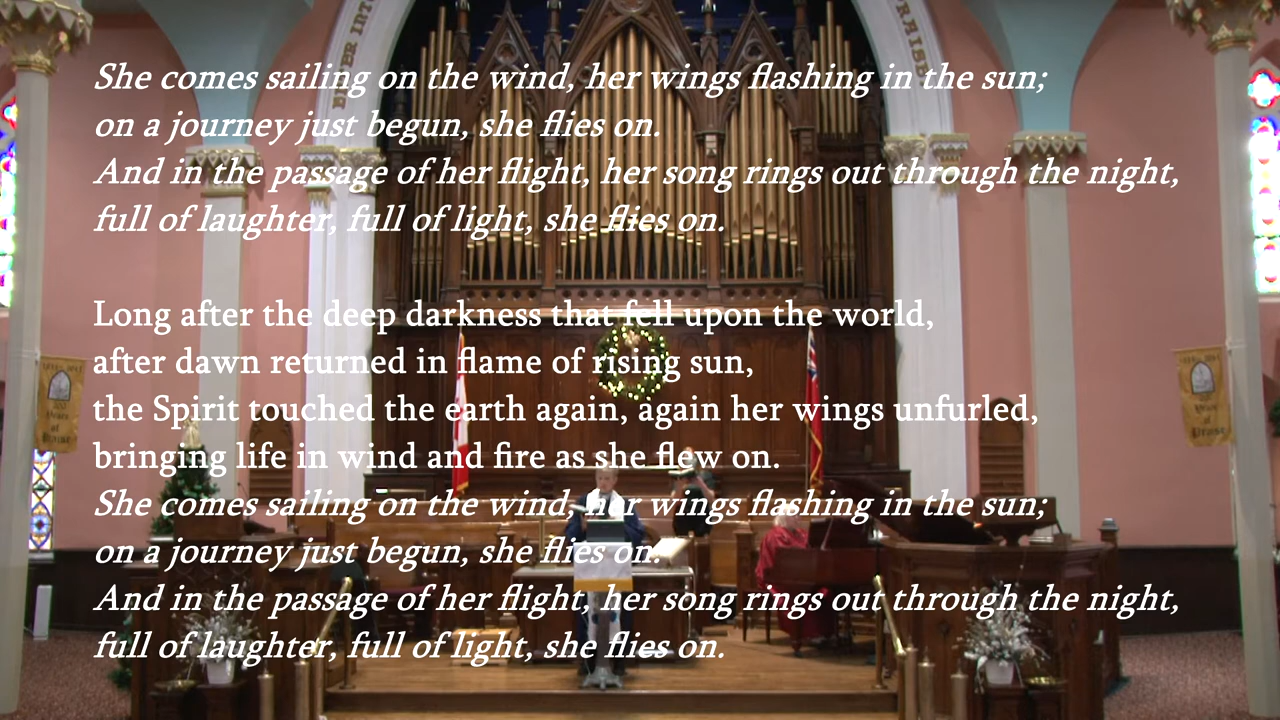 She comes sailing on the wind, her wings flashing in the sun;
on a journey just begun, she flies on.
And in the passage of her flight, her song rings out through the night,
full of laughter, full of light, she flies on.
Long after the deep darkness that fell upon the world,
after dawn returned in flame of rising sun,
the Spirit touched the earth again, again her wings unfurled,
bringing life in wind and fire as she flew on.
She comes sailing on the wind, her wings flashing in the sun;
on a journey just begun, she flies on.
And in the passage of her flight, her song rings out through the night,
full of laughter, full of light, she flies on.